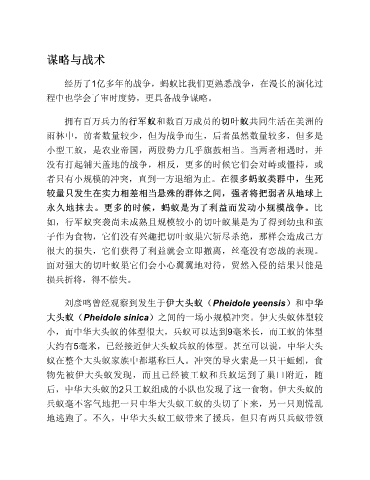 谋略与战术
经历了1亿多年的战争，蚂蚁比我们更熟悉战争，在漫长的演化过
程中也学会了审时度势，更具备战争谋略。
拥有百万兵力的行军蚁和数百万成员的切叶蚁共同生活在美洲的
雨林中，前者数量较少，但为战争而生，后者虽然数量较多，但多是
小型工蚁，是农业帝国，两股势力几乎旗鼓相当。当两者相遇时，并
没有打起铺天盖地的战争，相反，更多的时候它们会对峙或僵持，或
者只有小规模的冲突，直到一方退缩为止。在很多蚂蚁类群中，生死
较量只发生在实力相差相当悬殊的群体之间，强者将把弱者从地球上
永久地抹去。更多的时候，蚂蚁是为了利益而发动小规模战争。比
如，行军蚁突袭尚未成熟且规模较小的切叶蚁巢是为了得到幼虫和茧
子作为食物，它们没有兴趣把切叶蚁巢穴斩尽杀绝，那样会造成己方
很大的损失，它们获得了利益就会立即撤离，丝毫没有恋战的表现。
面对强大的切叶蚁巢它们会小心翼翼地对待，贸然入侵的结果只能是
损兵折将，得不偿失。
刘彦鸣曾经观察到发生于伊大头蚁（Pheidole yeensis）和中华
大头蚁（Pheidole sinica）之间的一场小规模冲突。伊大头蚁体型较
小，而中华大头蚁的体型很大，兵蚁可以达到9毫米长，而工蚁的体型
大约有5毫米，已经接近伊大头蚁兵蚁的体型。甚至可以说，中华大头
蚁在整个大头蚁家族中都堪称巨人。冲突的导火索是一只干蚯蚓，食
物先被伊大头蚁发现，而且已经被工蚁和兵蚁运到了巢口附近，随
后，中华大头蚁的2只工蚁组成的小队也发现了这一食物。伊大头蚁的
兵蚁毫不客气地把一只中华大头蚁工蚁的头切了下来，另一只则慌乱
地逃跑了。不久，中华大头蚁工蚁带来了援兵，但只有两只兵蚁带领